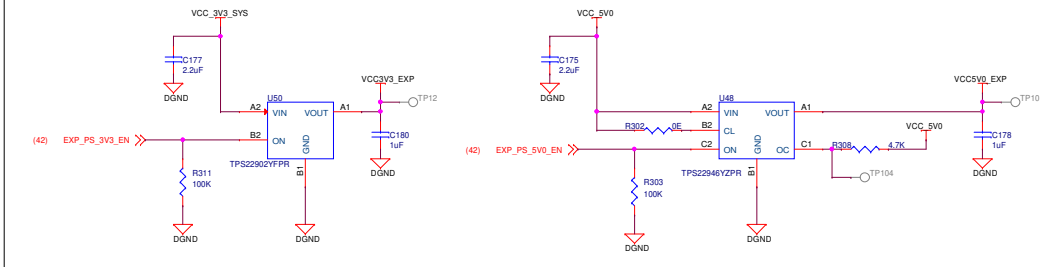 VCC_3V3_SYS
C177
2.2uF
DGND
U50
A2
VIN
VOUT
A1
B2
ON
GND
B1
TPS22902YFPR
VCC3V3_EXP
TP12
C180
1uF
DGND
(42) EXP_PS_3V3_EN
R311
100K
DGND
DGND
VCC_5V0
C175
2.2uF
DGND
U48
A2
VIN
VOUT
A1
R302
0E
B2
CL
C2
ON
GND
OC
C1
B1
TPS22946YZPR
VCC5V0_EXP
TP10
C178
1uF
DGND
VCC_5V0
R308
4.7K
TP104
(42) EXP_PS_5V0_EN
R303
100K
DGND
DGND